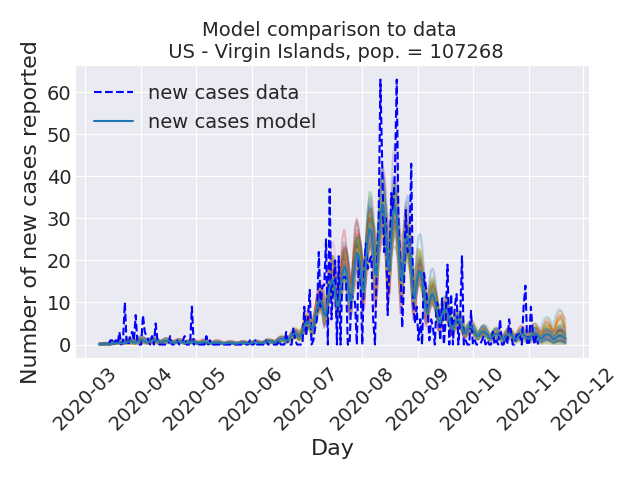 Model comparison to data
US - Virgin Islands, pop. = 107268
Number of new cases reported
60
50
40
30
20
10
0
new cases data
new cases model
2020-03
2020-04
2020-05
2020-06
2020-07
2020-08
2020-09
2020-10
2020-11
2020-12
Day